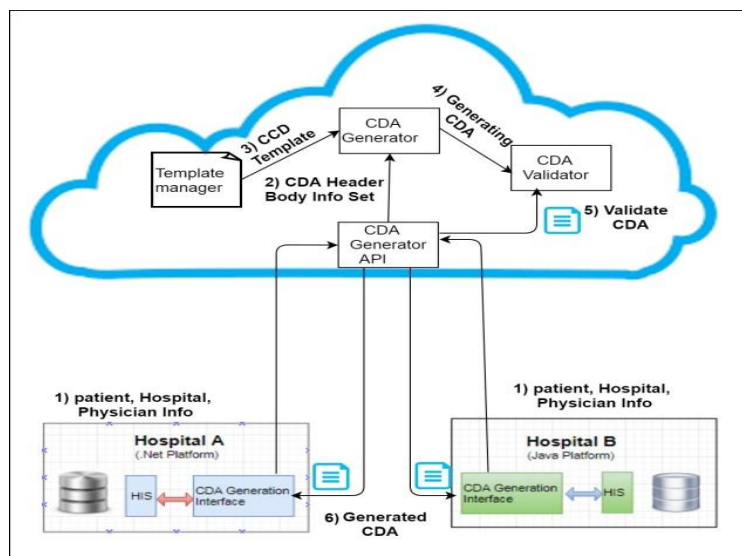 4) Generating
CDA
CDA
Generator
3) CCD
Template
Template
manager
CDA
Validator
2) CDA Header
Body Info Set
5) Validate
CDA
CDA
Generator
API
1) patient, Hospital,
Physician Info
1) patient, Hospital,
Physician Info
Hospital A
(.Net Platform)
HIS
CDA Generation
Interface
Hospital B
(Java Platform)
CDA Generation
Interface
HIS
6) Generated
CDA